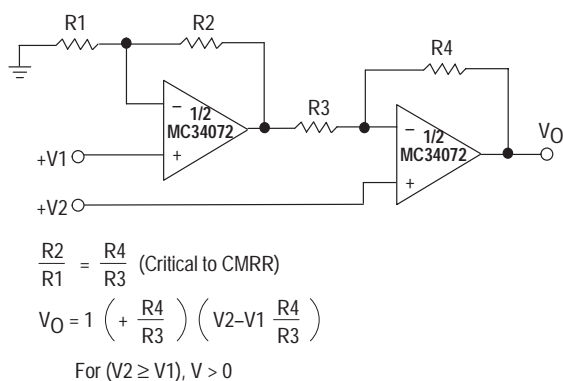 R1
R2
R4
R3
–
1/2
MC34072
+
–
1/2
MC34072
+
VO
+V1
+V2
R2/R1 = R4/R3 (Critical to CMRR)
VO = 1 ( + R4/R3 ) ( V2–V1 R4/R3 )
For (V2 ≥ V1), V > 0